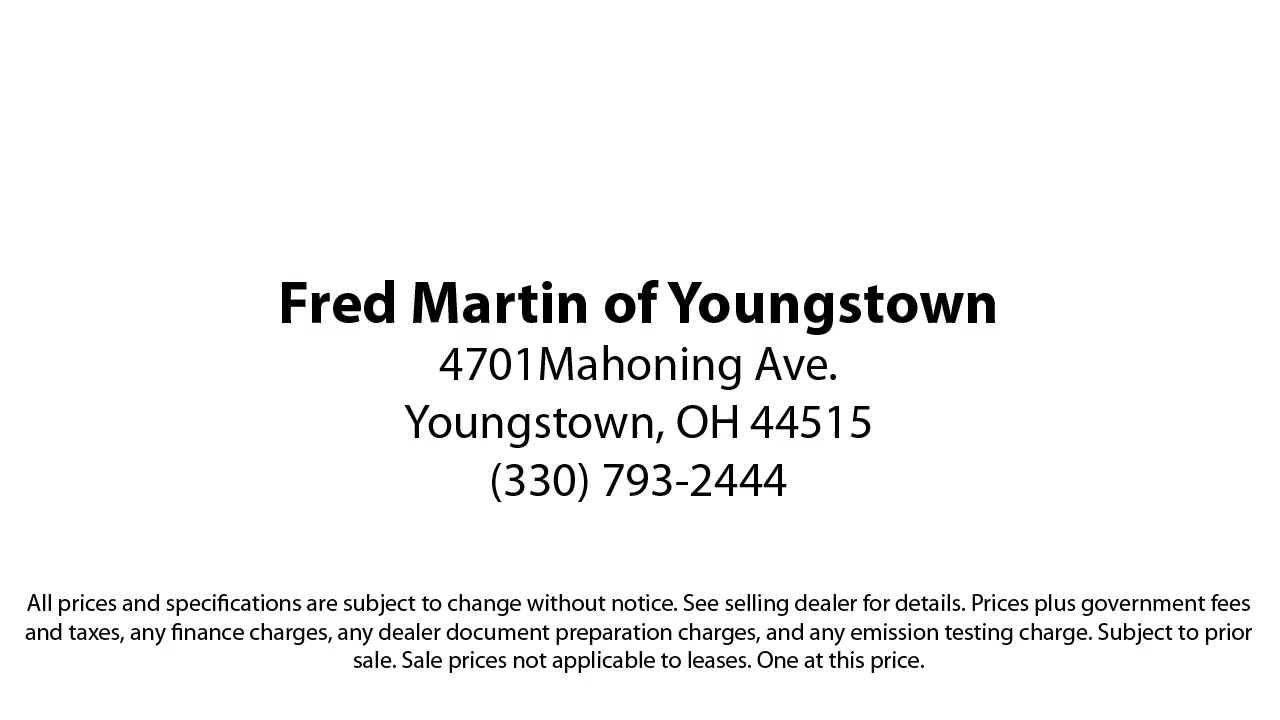 Fred Martin of Youngstown
4701Mahoning Ave.
Youngstown, OH 44515
(330) 793-2444
All prices and specifications are subject to change without notice. See selling dealer for details. Prices plus government fees
and taxes, any finance charges, any dealer document preparation charges, and any emission testing charge. Subject to prior
sale. Sale prices not applicable to leases. One at this price.